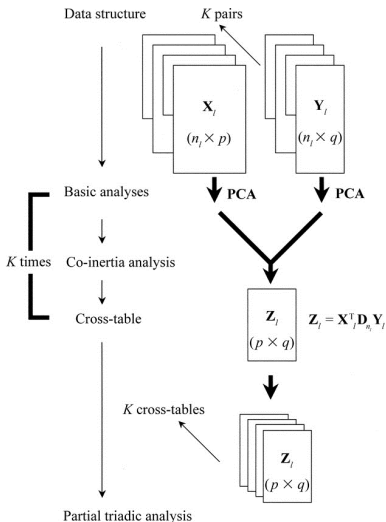 Data structure
K pairs
X_l
(n_l × p)
Y_l
(n_l × q)
Basic analyses
PCA
PCA
K times
Co-inertia analysis
Cross-table
Z_l
(p × q)
Z_l = X_l^T D_{n_l} Y_l
K cross-tables
Z_l
(p × q)
Partial triadic analysis